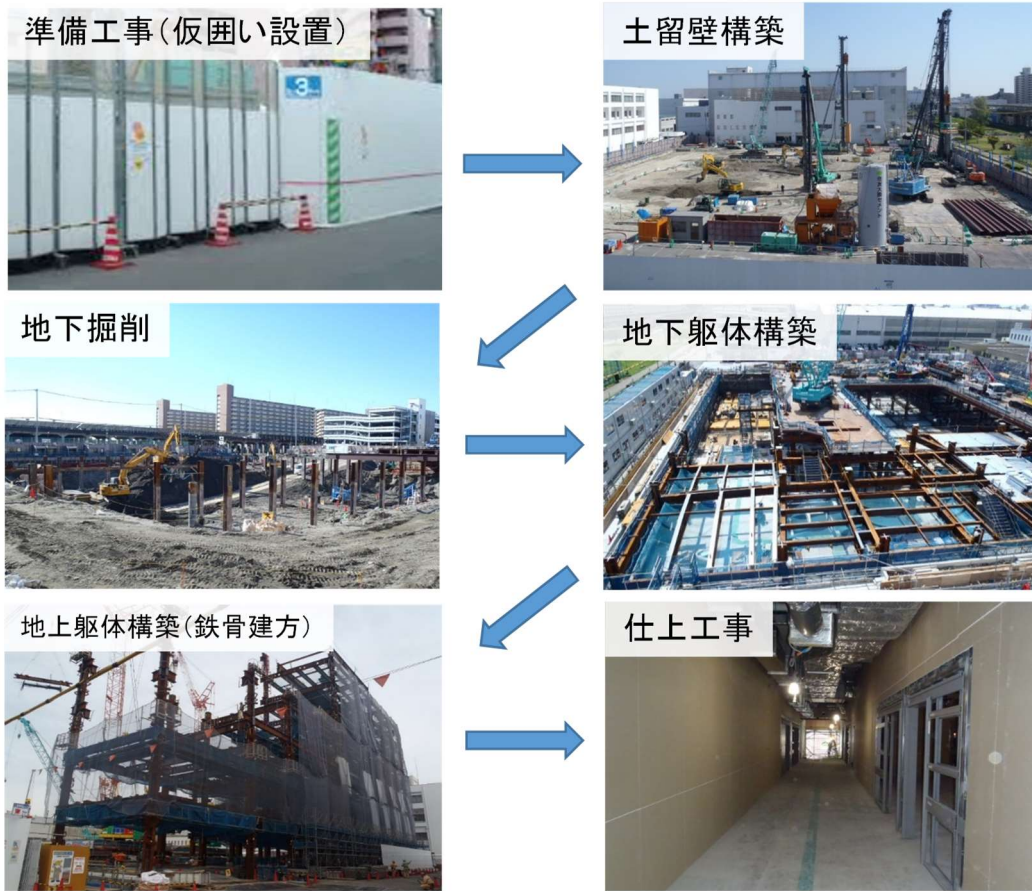 準備工事(仮囲い設置)
3
土留壁構築
地下掘削
地下躯体構築
地上躯体構築(鉄骨建方)
仕上工事